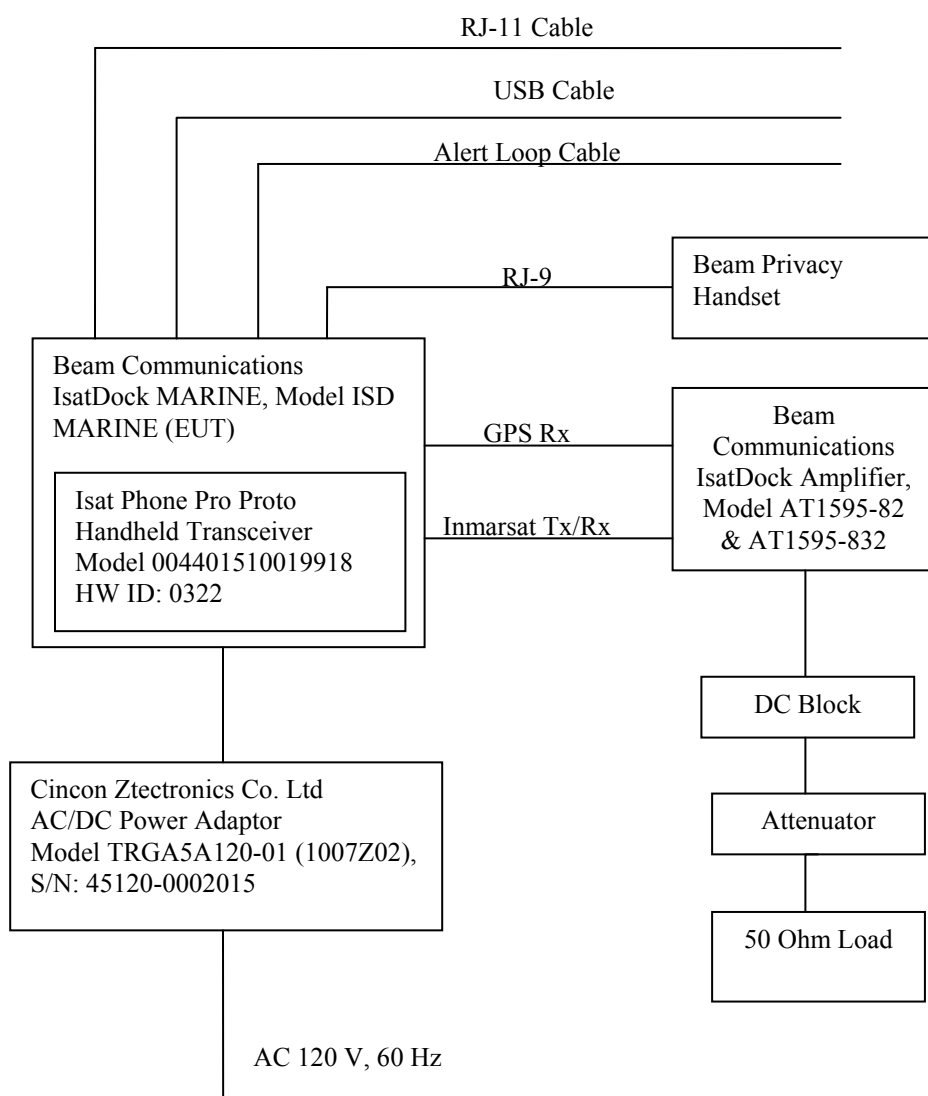 RJ-11 Cable
USB Cable
Alert Loop Cable
RJ-9
Beam Privacy
Handset
Beam Communications
IsatDock MARINE, Model ISD
MARINE (EUT)
Isat Phone Pro Proto
Handheld Transceiver
Model 004401510019918
HW ID: 0322
GPS Rx
Inmarsat Tx/Rx
Beam
Communications
IsatDock Amplifier,
Model AT1595-82
& AT1595-832
DC Block
Attenuator
50 Ohm Load
Cincon Ztectronics Co. Ltd
AC/DC Power Adaptor
Model TRGA5A120-01 (1007Z02),
S/N: 45120-0002015
AC 120 V, 60 Hz